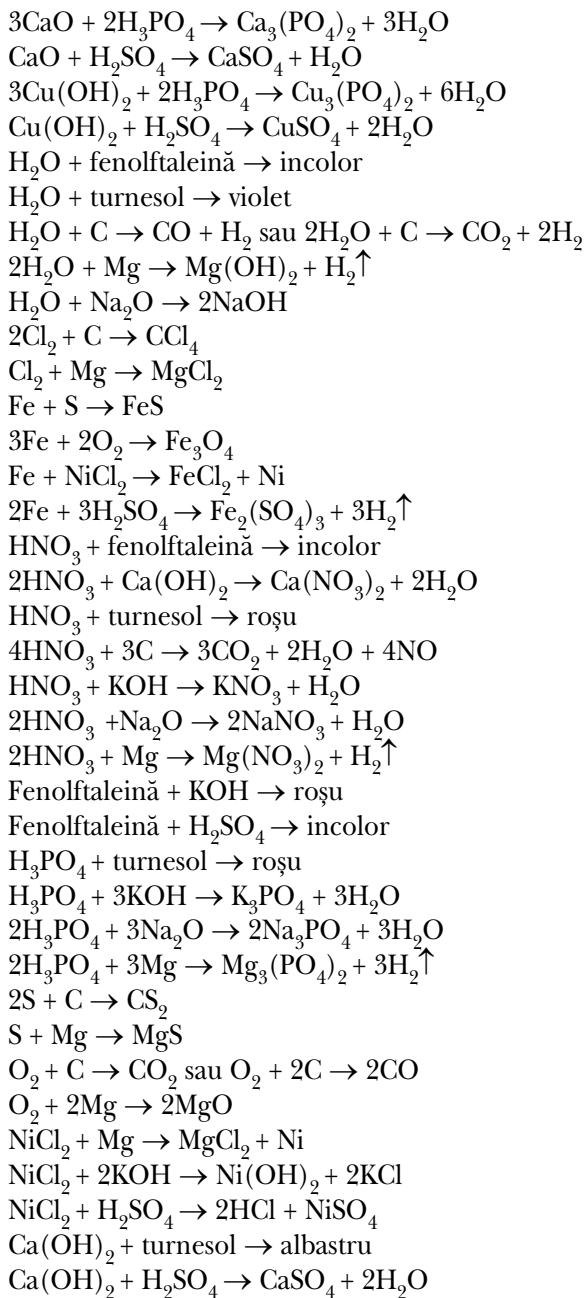 3CaO + 2H₃PO₄ → Ca₃(PO₄)₂ + 3H₂O
CaO + H₂SO₄ → CaSO₄ + H₂O
3Cu(OH)₂ + 2H₃PO₄ → Cu₃(PO₄)₂ + 6H₂O
Cu(OH)₂ + H₂SO₄ → CuSO₄ + 2H₂O
H₂O + fenolftaleină → incolor
H₂O + turnesol → violet
H₂O + C → CO + H₂ sau 2H₂O + C → CO₂ + 2H₂
2H₂O + Mg → Mg(OH)₂ + H₂↑
H₂O + Na₂O → 2NaOH
2Cl₂ + C → CCl₄
Cl₂ + Mg → MgCl₂
Fe + S → FeS
3Fe + 2O₂ → Fe₃O₄
Fe + NiCl₂ → FeCl₂ + Ni
2Fe + 3H₂SO₄ → Fe₂(SO₄)₃ + 3H₂↑
HNO₃ + fenolftaleină → incolor
2HNO₃ + Ca(OH)₂ → Ca(NO₃)₂ + 2H₂O
HNO₃ + turnesol → roșu
4HNO₃ + 3C → 3CO₂ + 2H₂O + 4NO
HNO₃ + KOH → KNO₃ + H₂O
2HNO₃ +Na₂O → 2NaNO₃ + H₂O
2HNO₃ + Mg → Mg(NO₃)₂ + H₂↑
Fenolftaleină + KOH → roșu
Fenolftaleină + H₂SO₄ → incolor
H₃PO₄ + turnesol → roșu
H₃PO₄ + 3KOH → K₃PO₄ + 3H₂O
2H₃PO₄ + 3Na₂O → 2Na₃PO₄ + 3H₂O
2H₃PO₄ + 3Mg → Mg₃(PO₄)₂ + 3H₂↑
2S + C → CS₂
S + Mg → MgS
O₂ + C → CO₂ sau O₂ + 2C → 2CO
O₂ + 2Mg → 2MgO
NiCl₂ + Mg → MgCl₂ + Ni
NiCl₂ + 2KOH → Ni(OH)₂ + 2KCl
NiCl₂ + H₂SO₄ → 2HCl + NiSO₄
Ca(OH)₂ + turnesol → albastru
Ca(OH)₂ + H₂SO₄ → CaSO₄ + 2H₂O